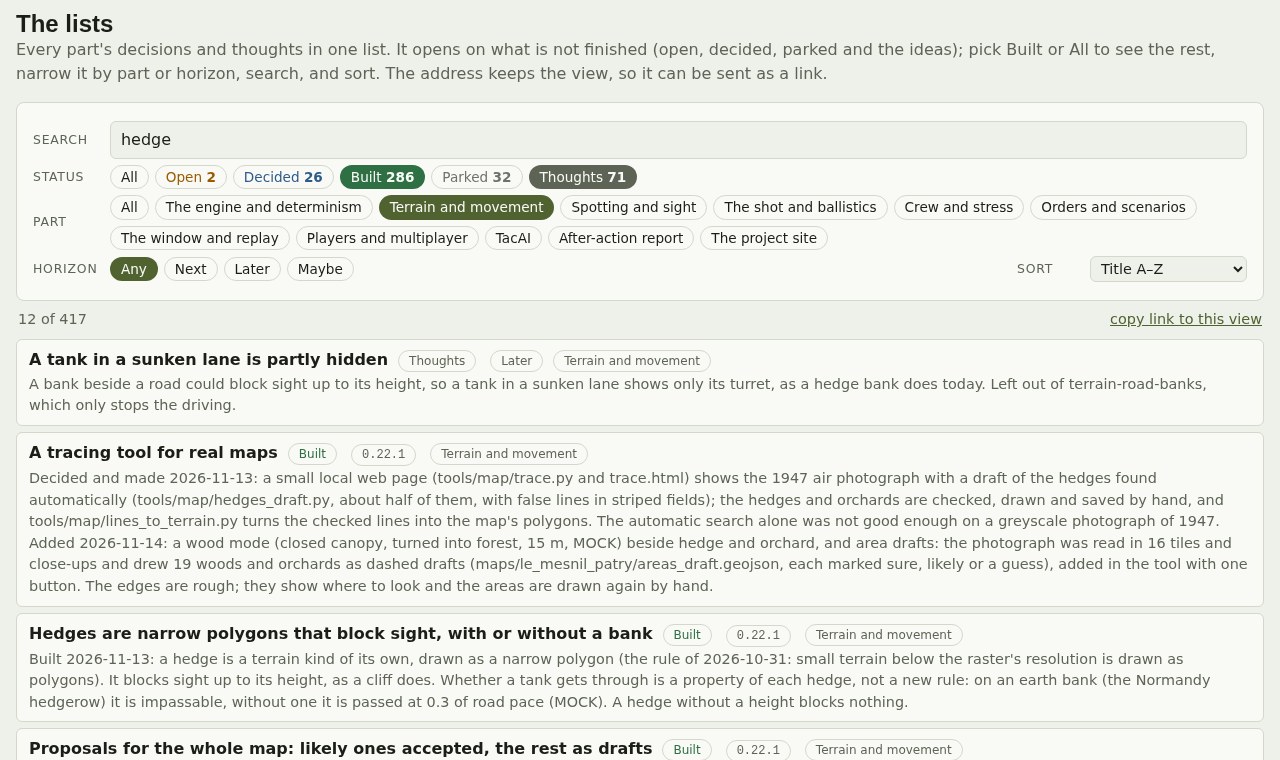 The lists
Every part's decisions and thoughts in one list. It opens on what is not finished (open, decided, parked and the ideas); pick Built or All to see the rest,
narrow it by part or horizon, search, and sort. The address keeps the view, so it can be sent as a link.
SEARCH hedge
STATUS All Open 2 Decided 26 Built 286 Parked 32 Thoughts 71
PART All The engine and determinism Terrain and movement Spotting and sight The shot and ballistics Crew and stress Orders and scenarios
The window and replay Players and multiplayer TacAI After-action report The project site
HORIZON Any Next Later Maybe SORT Title A–Z
12 of 417 copy link to this view
A tank in a sunken lane is partly hidden Thoughts Later Terrain and movement
A bank beside a road could block sight up to its height, so a tank in a sunken lane shows only its turret, as a hedge bank does today. Left out of terrain-road-banks,
which only stops the driving.
A tracing tool for real maps Built 0.22.1 Terrain and movement
Decided and made 2026-11-13: a small local web page (tools/map/trace.py and trace.html) shows the 1947 air photograph with a draft of the hedges found
automatically (tools/map/hedges_draft.py, about half of them, with false lines in striped fields); the hedges and orchards are checked, drawn and saved by hand, and
tools/map/lines_to_terrain.py turns the checked lines into the map's polygons. The automatic search alone was not good enough on a greyscale photograph of 1947.
Added 2026-11-14: a wood mode (closed canopy, turned into forest, 15 m, MOCK) beside hedge and orchard, and area drafts: the photograph was read in 16 tiles and
close-ups and drew 19 woods and orchards as dashed drafts (maps/le_mesnil_patry/areas_draft.geojson, each marked sure, likely or a guess), added in the tool with one
button. The edges are rough; they show where to look and the areas are drawn again by hand.
Hedges are narrow polygons that block sight, with or without a bank Built 0.22.1 Terrain and movement
Built 2026-11-13: a hedge is a terrain kind of its own, drawn as a narrow polygon (the rule of 2026-10-31: small terrain below the raster's resolution is drawn as
polygons). It blocks sight up to its height, as a cliff does. Whether a tank gets through is a property of each hedge, not a new rule: on an earth bank (the Normandy
hedgerow) it is impassable, without one it is passed at 0.3 of road pace (MOCK). A hedge without a height blocks nothing.
Proposals for the whole map: likely ones accepted, the rest as drafts Built 0.22.1 Terrain and movement